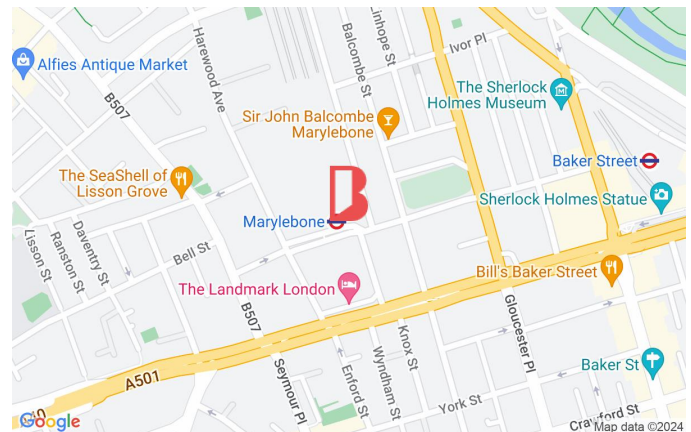 Linhope St
Harewood Ave
Balcombe St
Ivor Pl
Alfies Antique Market
B507
The Sherlock
Holmes Museum
Sir John Balcombe
Marylebone
Baker Street
The SeaShell of
Lisson Grove
B
Sherlock Holmes Statue
Marylebone
Lisson St
Ranston St
Daventry St
Bell St
Bill's Baker Street
The Landmark London
B507
Gloucester Pl
Knox St
Wyndham St
Enford St
Seymour Pl
A501
Baker St
York St
Crawford St
Google
Map data ©2024